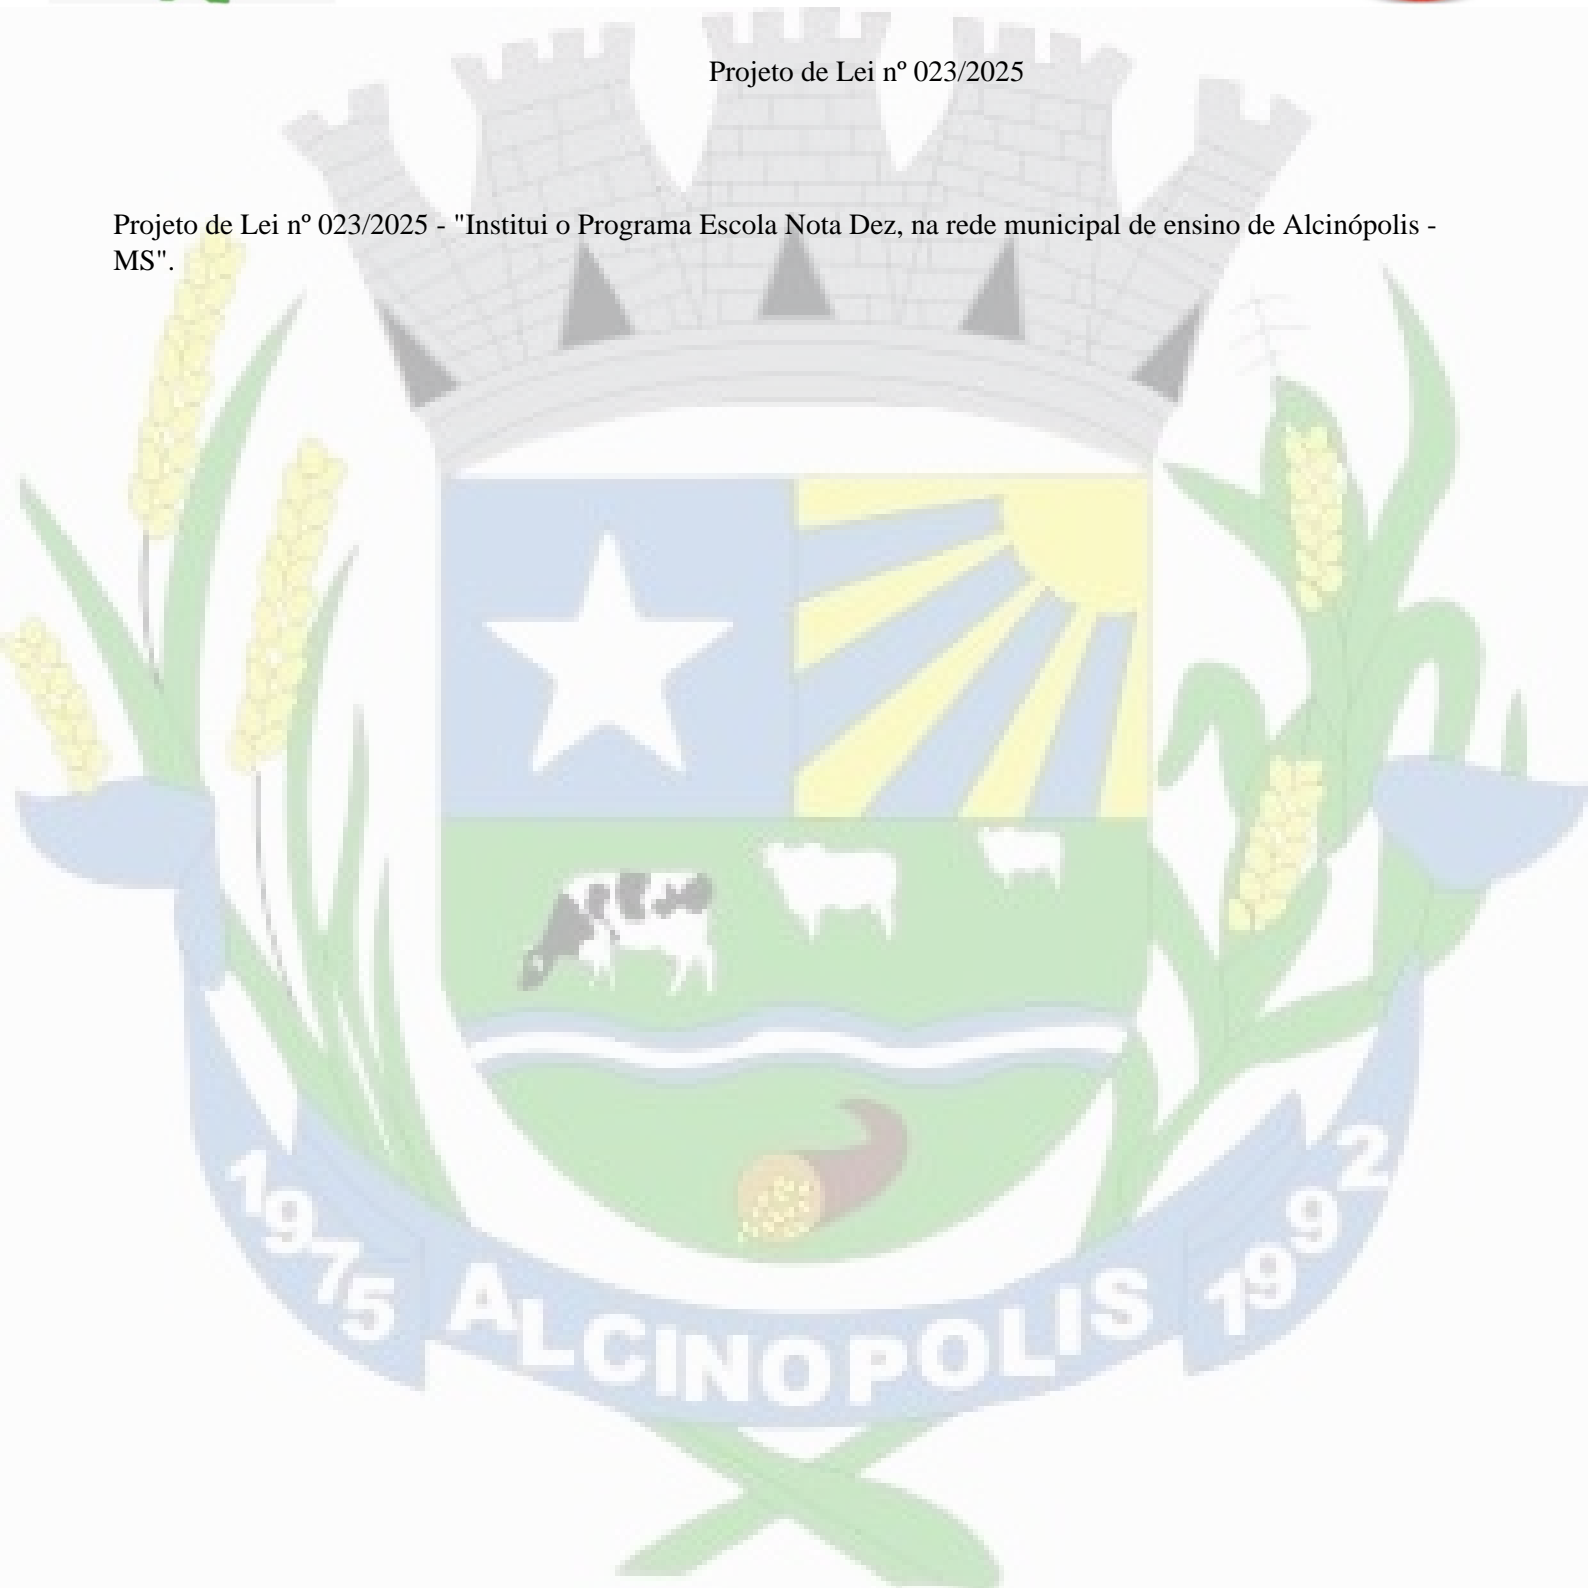 Projeto de Lei nº 023/2025
Projeto de Lei nº 023/2025 - "Institui o Programa Escola Nota Dez, na rede municipal de ensino de Alcinópolis -
MS".
1975 ALCINOPOLIS 1992